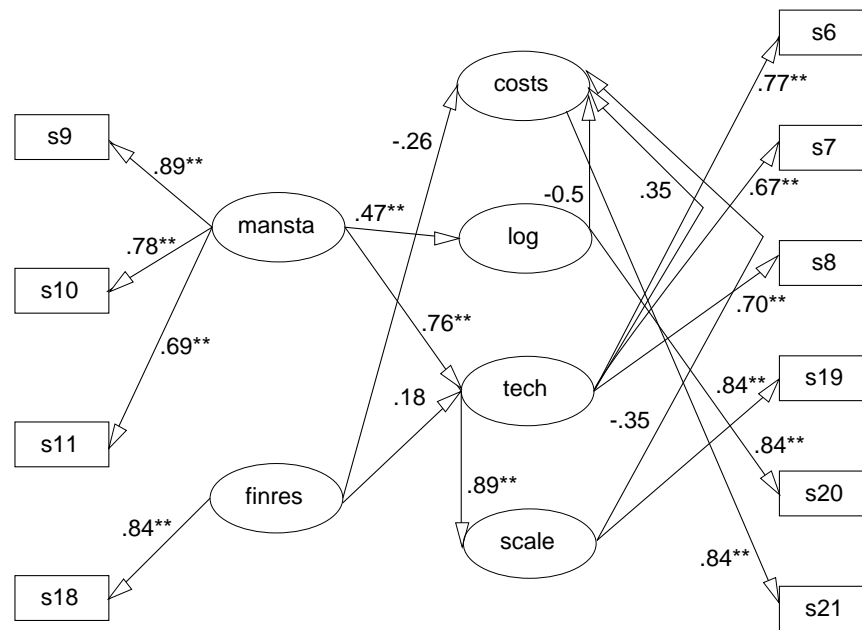 s6
costs
.77**
s9
-.26
s7
.89**
.67**
-0.5
.35
mansta
.47**
log
s8
.78**
s10
.70**
.76**
.69**
.84**
s19
.18
tech
-.35
s11
.84**
finres
.89**
s20
.84**
scale
.84**
s18
s21